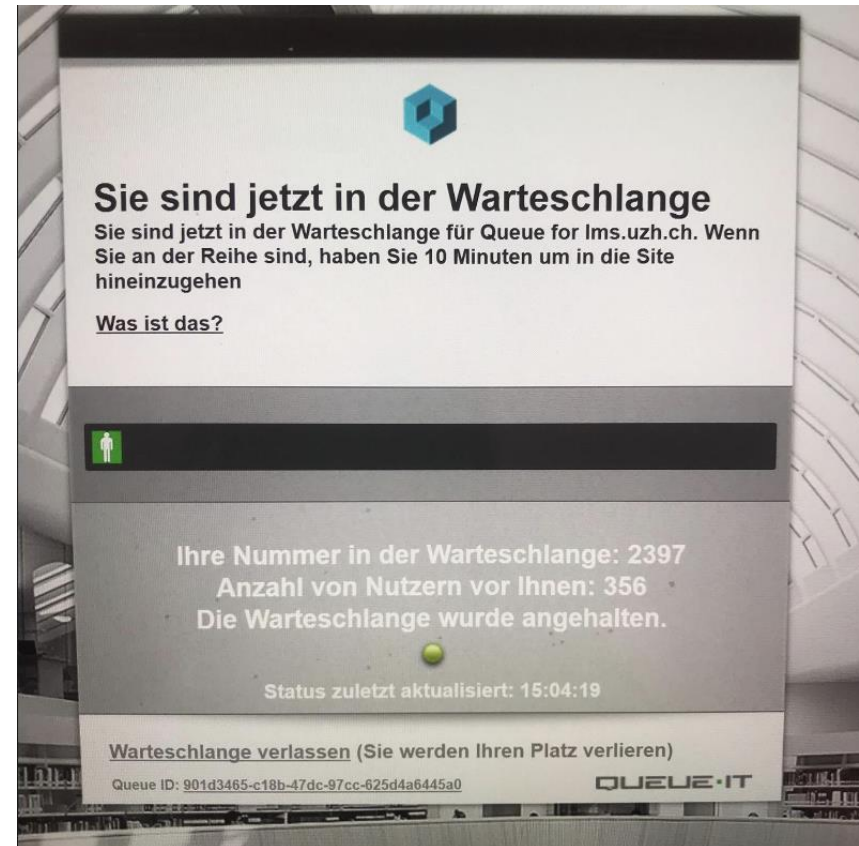 Sie sind jetzt in der Warteschlange
Sie sind jetzt in der Warteschlange für Queue for lms.uzh.ch. Wenn
Sie an der Reihe sind, haben Sie 10 Minuten um in die Site
hineinzugehen
Was ist das?
Ihre Nummer in der Warteschlange: 2397
Anzahl von Nutzern vor Ihnen: 356
Die Warteschlange wurde angehalten.
Status zuletzt aktualisiert: 15:04:19
Warteschlange verlassen (Sie werden Ihren Platz verlieren)
Queue ID: 901d3465-c18b-47dc-97cc-625d4a6445a0
QUEUE-IT